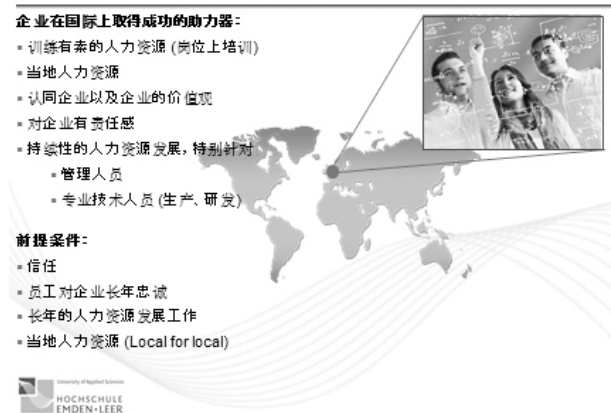 企业在国际上取得成功的助力器：
▪ 训练有素的人力资源 (岗位上培训)
▪ 当地人力资源
▪ 认同企业以及企业的价值观
▪ 对企业有责任感
▪ 持续性的人力资源发展，特别针对
▪ 管理人员
▪ 专业技术人员 (生产、研发)
前提条件：
▪ 信任
▪ 员工对企业长年忠诚
▪ 长年的人力资源发展工作
▪ 当地人力资源 (Local for local)
University of Applied Sciences
HOCHSCHULE
EMDEN•LEER